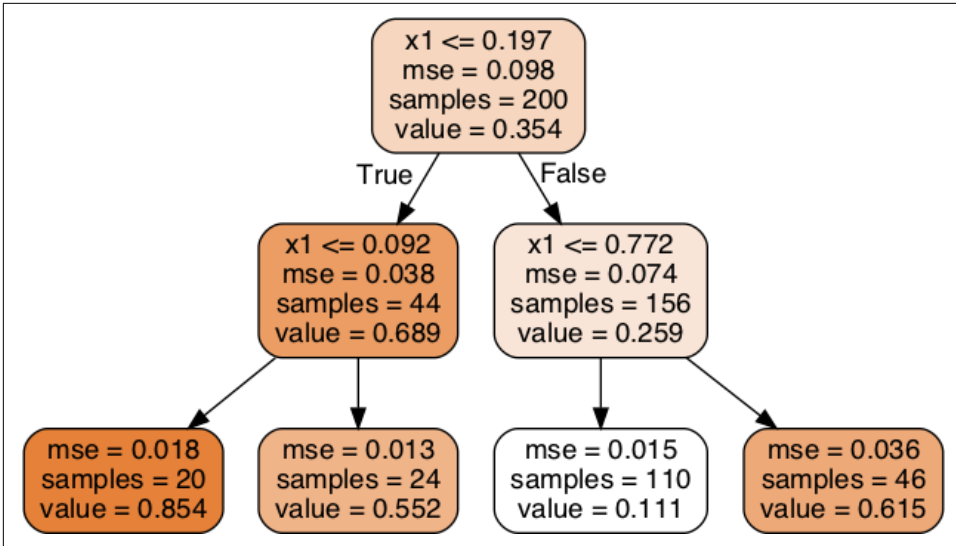 x1 <= 0.197
mse = 0.098
samples = 200
value = 0.354
True
False
x1 <= 0.092
mse = 0.038
samples = 44
value = 0.689
x1 <= 0.772
mse = 0.074
samples = 156
value = 0.259
mse = 0.018
samples = 20
value = 0.854
mse = 0.013
samples = 24
value = 0.552
mse = 0.015
samples = 110
value = 0.111
mse = 0.036
samples = 46
value = 0.615